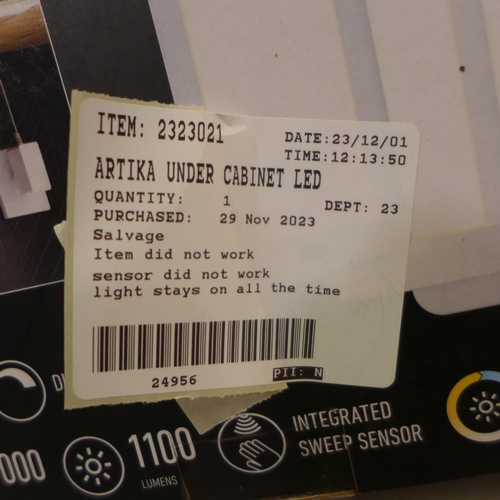 ITEM: 2323021
DATE:23/12/01
TIME:12:13:50
ARTIKA UNDER CABINET LED
QUANTITY: 1
DEPT: 23
PURCHASED: 29 Nov 2023
Salvage
Item did not work
sensor did not work
light stays on all the time
24956
PII: N
1100
LUMENS
INTEGRATED
SWEEP SENSOR